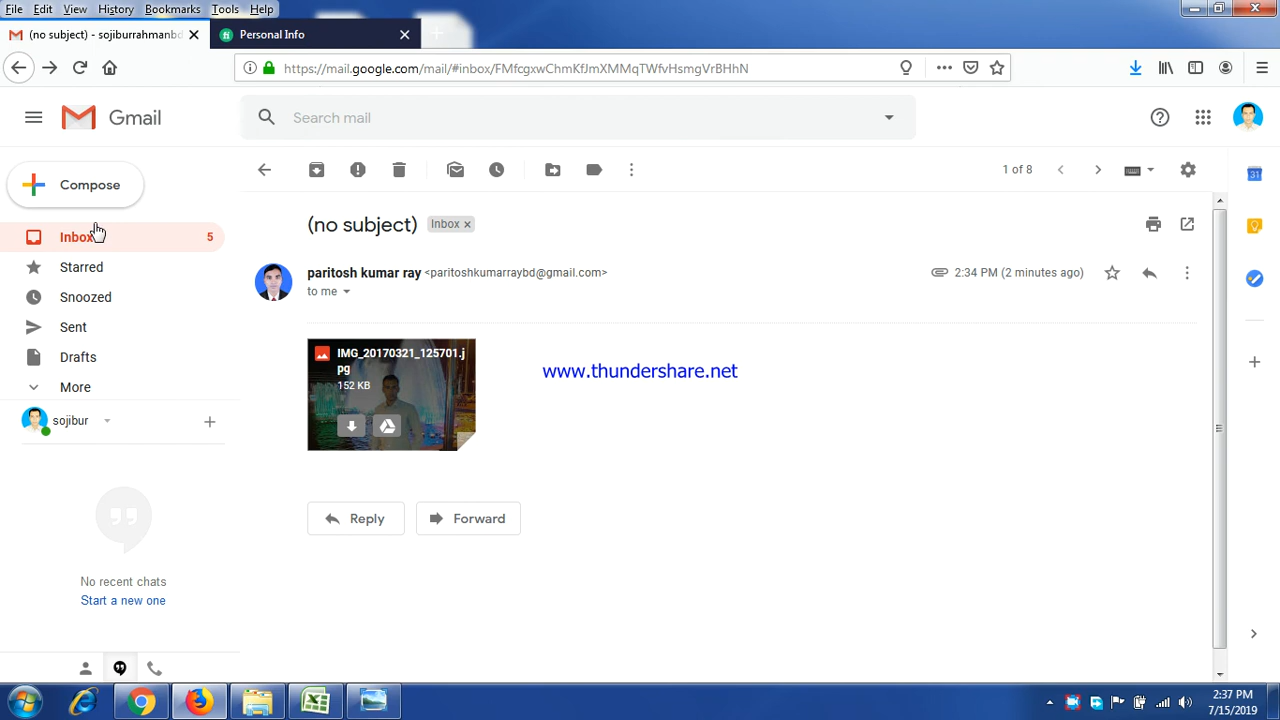 File Edit View History Bookmarks Tools Help
(no subject) - sojiburrahmanbd
Personal Info
https://mail.google.com/mail/#inbox/FMfcgxwChmKfJmXMMqTWfvHsmgVrBHhN
Gmail
Search mail
Compose
1 of 8
(no subject) Inbox ×
Inbox 5
Starred
Snoozed
Sent
Drafts
More
sojibur
No recent chats
Start a new one
paritosh kumar ray <paritoshkumarraybd@gmail.com>
2:34 PM (2 minutes ago)
to me
IMG_20170321_125701.j
pg
152 KB
www.thundershare.net
Reply
Forward
31
2:37 PM
7/15/2019